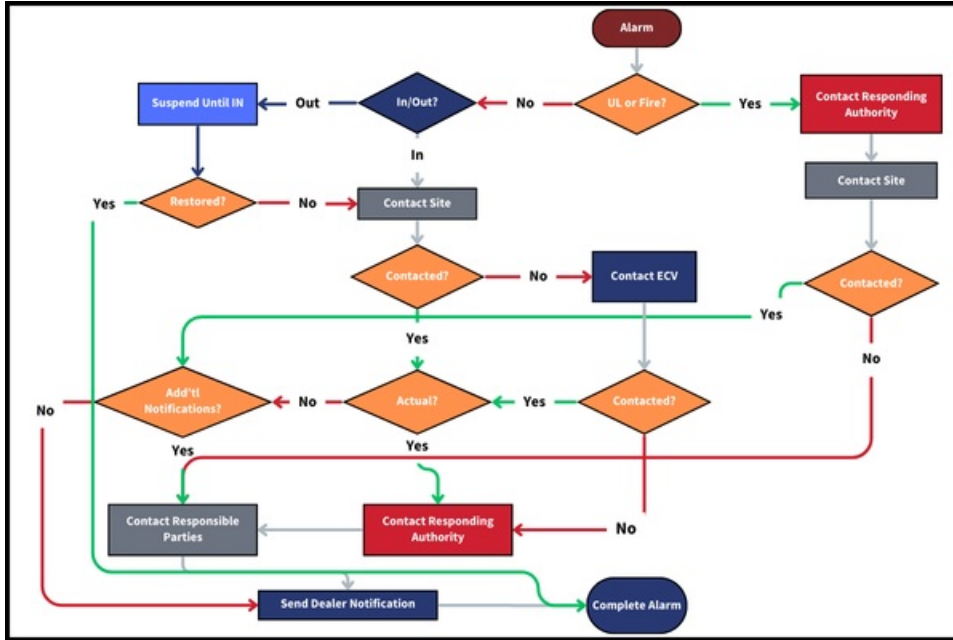 Alarm
Suspend Until IN
Out
In/Out?
No
UL or Fire?
Yes
Contact Responding
Authority
In
Yes
Restored?
No
Contact Site
Contact Site
Contacted?
No
Contact ECV
Contacted?
Yes
Yes
No
Add'tl
Notifications?
No
Actual?
Yes
Contacted?
No
Yes
Yes
Contact Responsible
Parties
Contact Responding
Authority
No
Send Dealer Notification
Complete Alarm